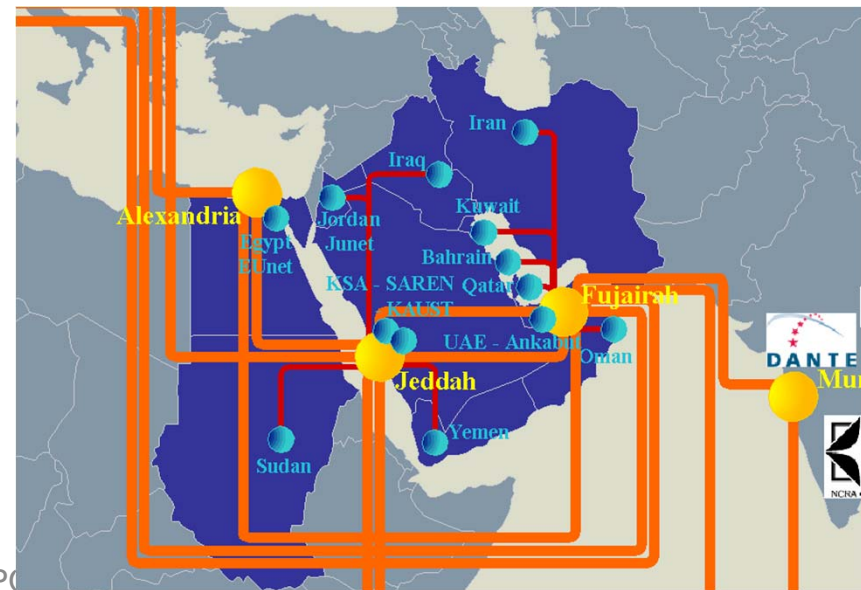 Iran
Iraq
Alexandria
Jordan
Junet
Kuwait
Egypt
EUnet
Bahrain
KSA - SAREN
Qatar
KAUST
Fujairah
UAE - Ankabut
Oman
DANTE
Jeddah
Yemen
Sudan
NCRA